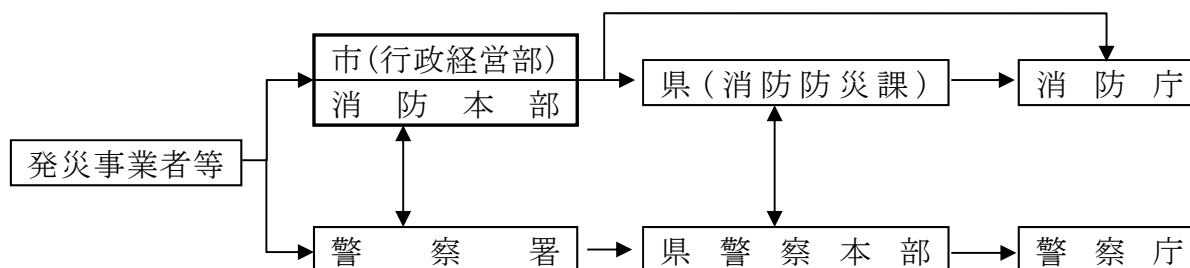 市(行政経営部)
消防本部
県(消防防災課)
消防庁
発災事業者等
警察署
県警察本部
警察庁